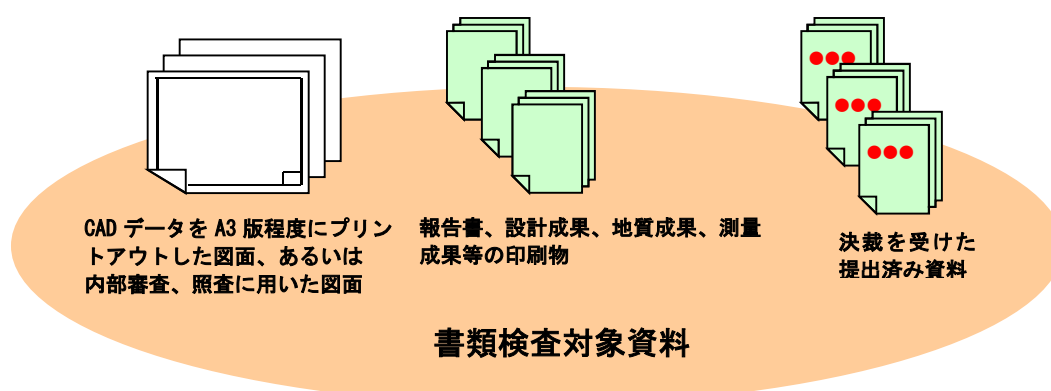 CAD データを A3 版程度にプリン
トアウトした図面、あるいは
内部審査、照査に用いた図面
報告書、設計成果、地質成果、測量
成果等の印刷物
決裁を受けた
提出済み資料
書類検査対象資料